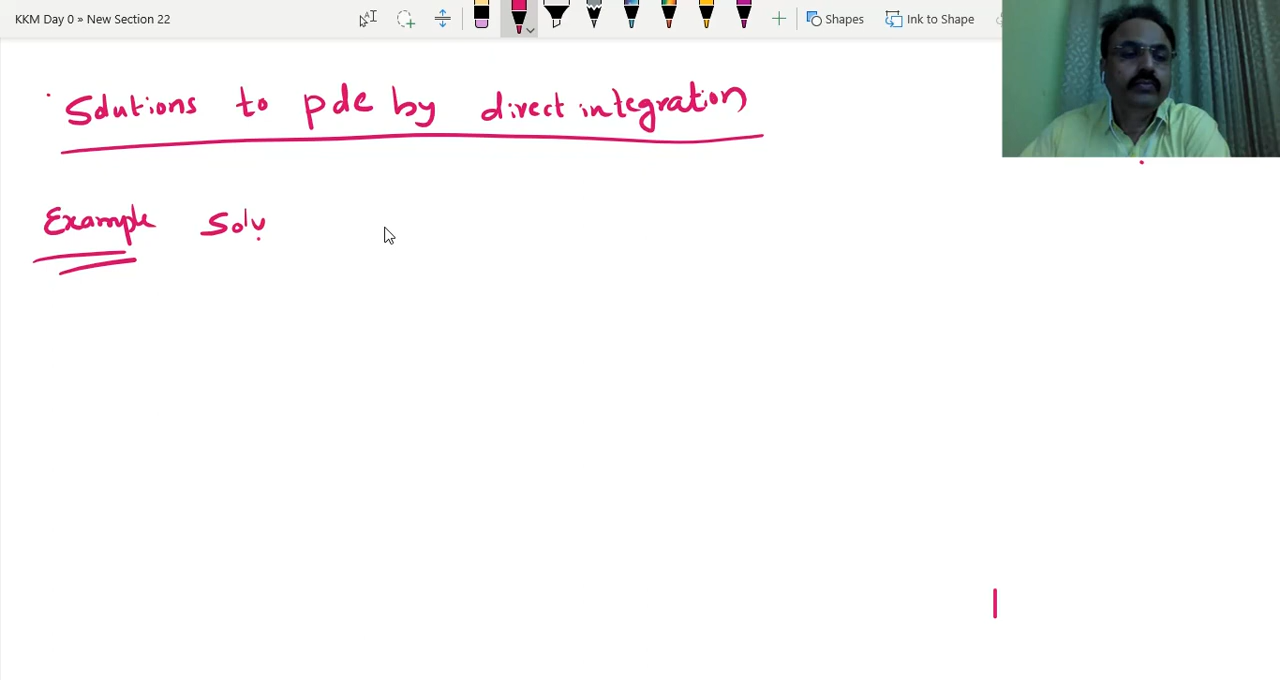 KKM Day 0 » New Section 22
Shapes
Ink to Shape
Solutions to pde by direct integration
Example Solv